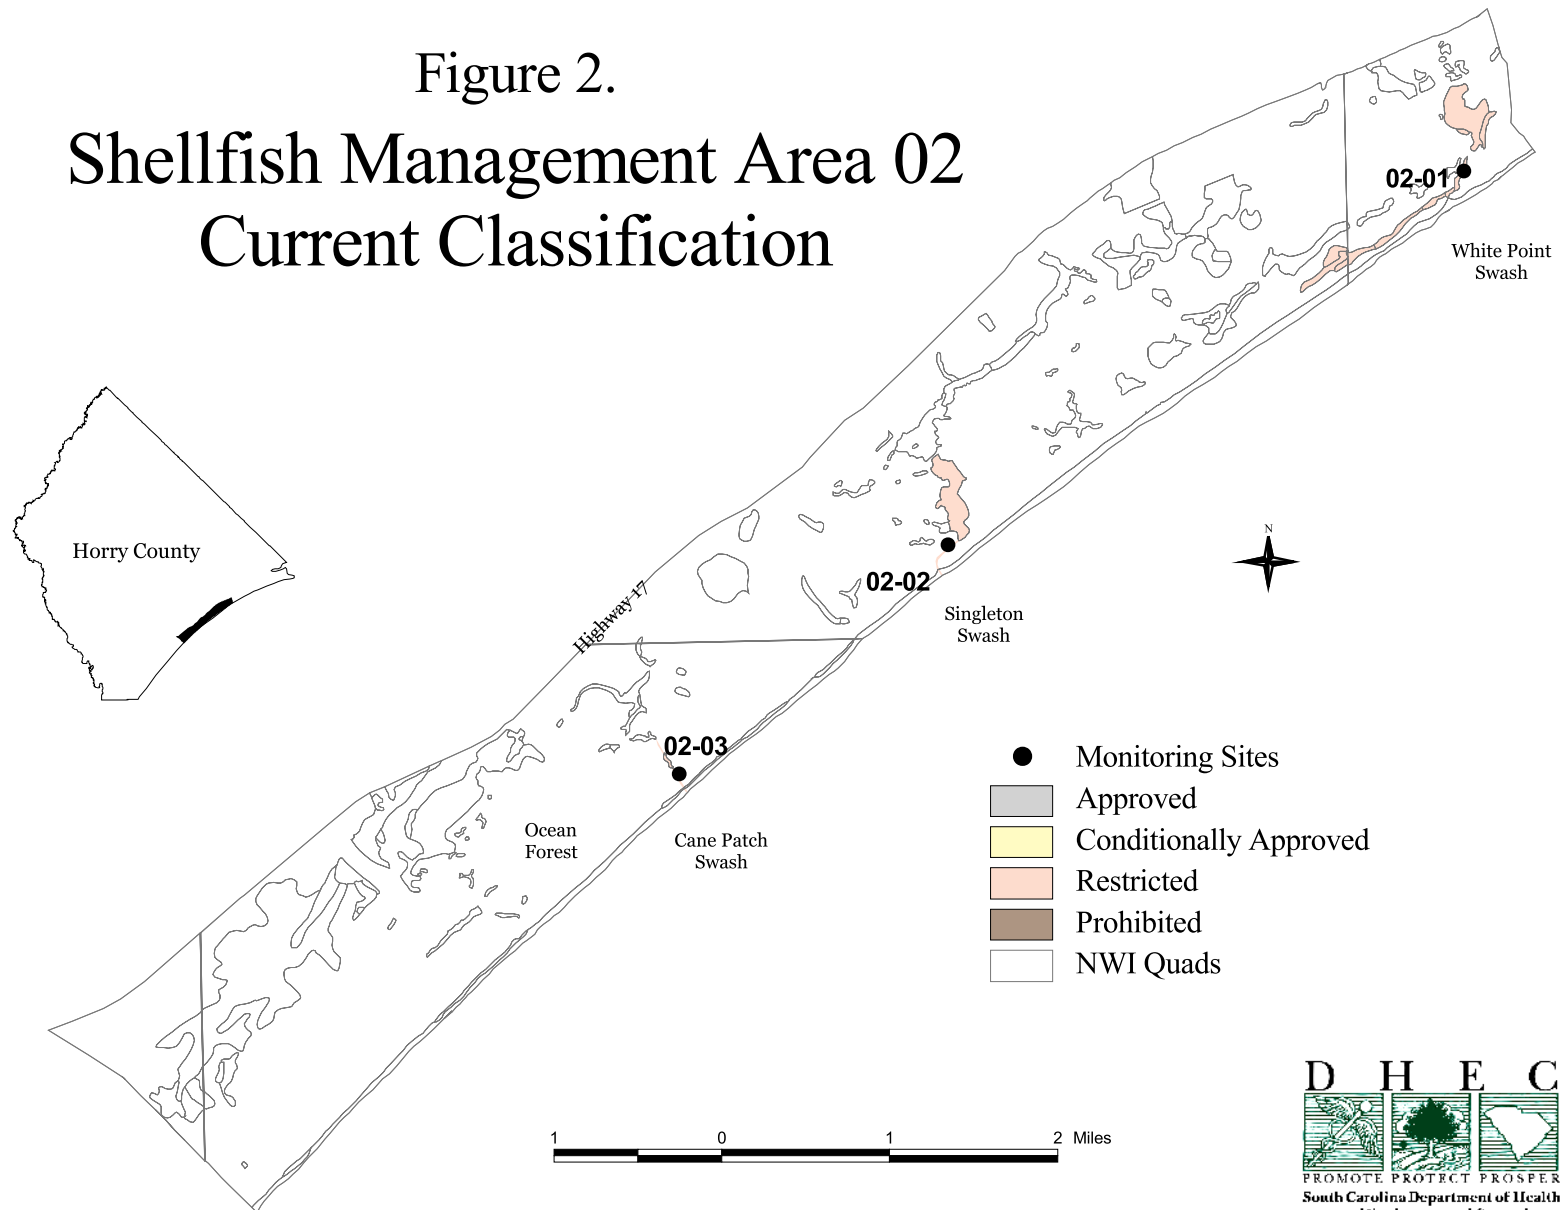 Figure 2.
Shellfish Management Area 02
Current Classification
02-01
White Point
Swash
Horry County
N
02-02
Singleton
Swash
Highway 17
02-03
Ocean
Forest
Cane Patch
Swash
Monitoring Sites
Approved
Conditionally Approved
Restricted
Prohibited
NWI Quads
1 0 1 2 Miles
D H E C
PROMOTE PROTECT PROSPER
South Carolina Department of Health